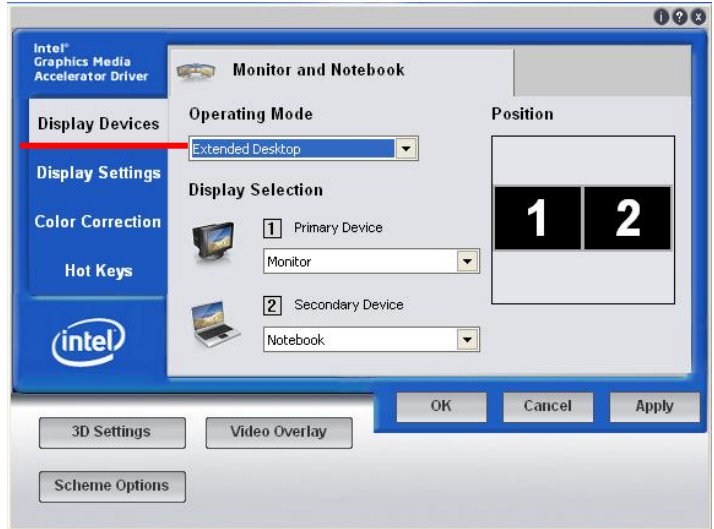 Intel®
Graphics Media
Accelerator Driver
Monitor and Notebook
Display Devices
Display Settings
Color Correction
Hot Keys
intel
Operating Mode
Extended Desktop
Display Selection
1 Primary Device
Monitor
2 Secondary Device
Notebook
Position
1 2
OK Cancel Apply
3D Settings Video Overlay
Scheme Options